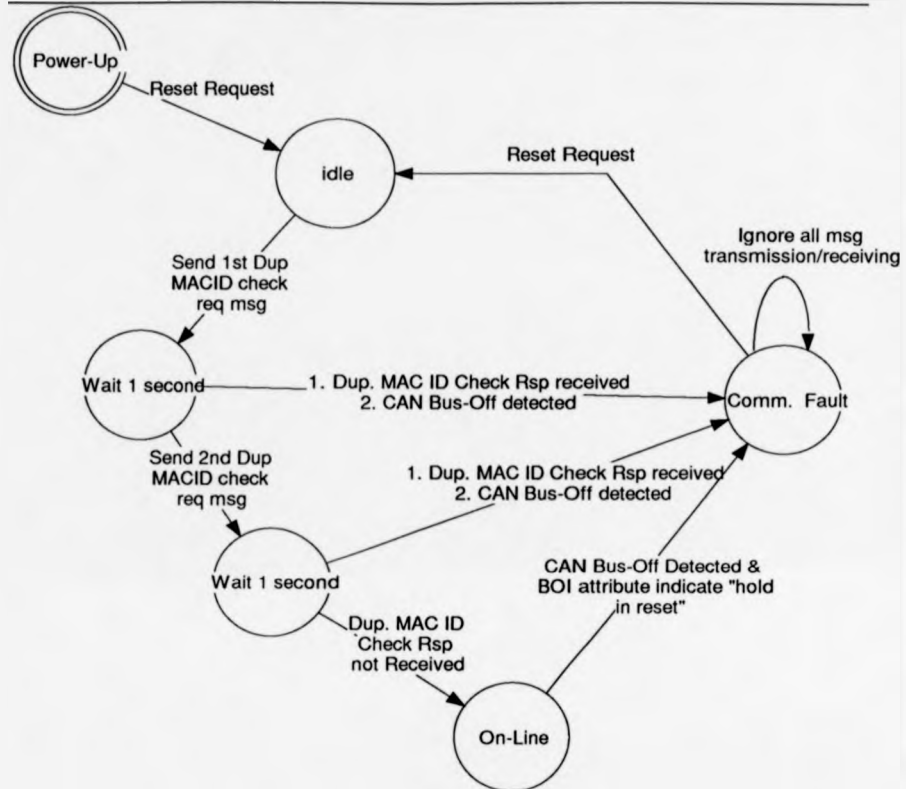 Power-Up
Reset Request
idle
Reset Request
Ignore all msg
transmission/receiving
Send 1st Dup
MACID check
req msg
Wait 1 second
1. Dup. MAC ID Check Rsp received
2. CAN Bus-Off detected
Comm. Fault
Send 2nd Dup
MACID check
req msg
1. Dup. MAC ID Check Rsp received
2. CAN Bus-Off detected
Wait 1 second
CAN Bus-Off Detected &
BOI attribute indicate "hold
in reset"
Dup. MAC ID
Check Rsp
not Received
On-Line